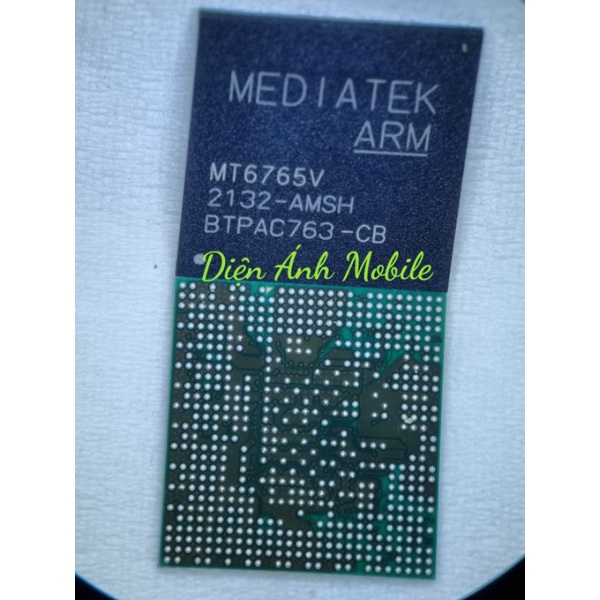 MEDIATEK
ARM
MT6765V
2132-AMSH
BTPAC763-CB
Diện Ánh Mobile